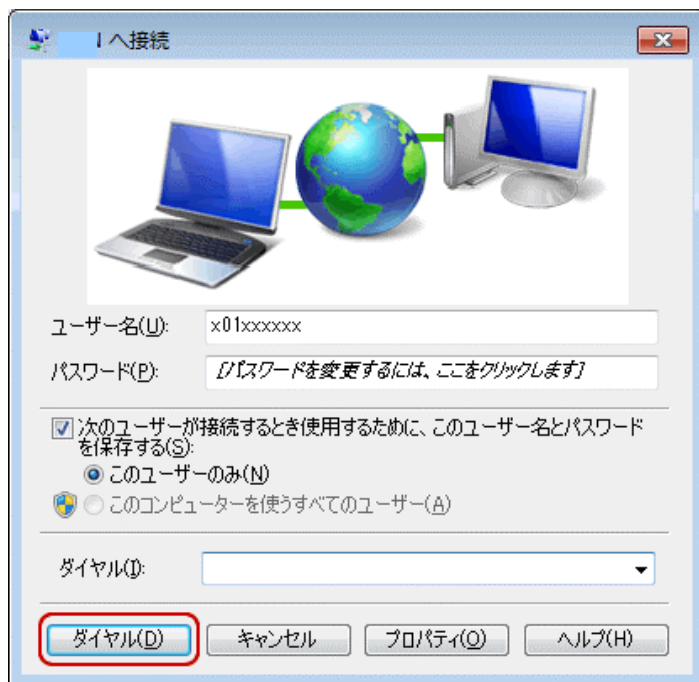 へ接続
ユーザー名(U):
x01xxxxxx
パスワード(P):
[パスワードを変更するには、ここをクリックします]
次のユーザーが接続するとき使用するために、このユーザー名とパスワード
を保存する(S):
このユーザーのみ(N)
このコンピューターを使うすべてのユーザー(A)
ダイヤル(I):
ダイヤル(D)
キャンセル
プロパティ(O)
ヘルプ(H)